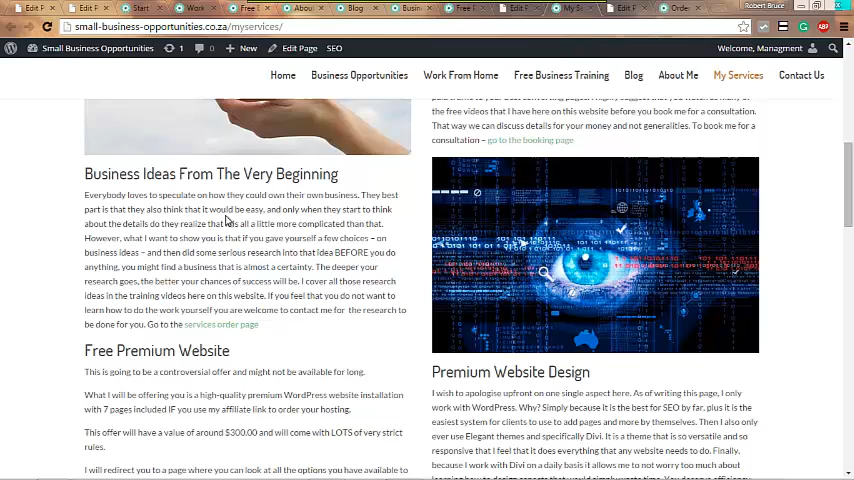 Edit P
Edit P
Start
Work
Free E
Abou
Blog
Busin
Free E
My Se
Edit P
Order
Robert Bruce
small-business-opportunities.co.za/myservices/
Small Business Opportunities
1
0
New
Edit Page
SEO
Welcome, Managment
Home
Business Opportunities
Work From Home
Free Business Training
Blog
About Me
My Services
Contact Us
Business Ideas From The Very Beginning
Everybody loves to speculate on how they could own their own business. They best
part is that they also think that it would be easy, and only when they start to think
about the details do they realize that its all a little more complicated than that.
However, what I want to show you is that if you gave yourself a few choices – on
business ideas – and then did some serious research into that idea BEFORE you do
anything, you might find a business that is almost a certainty. The deeper your
research goes, the better your chances of success will be. I cover all those research
ideas in the training videos here on this website. If you feel that you do not want to
learn how to do the work yourself you are welcome to contact me for the research to
be done for you. Go to the services order page
Free Premium Website
This is going to be a controversial offer and might not be available for long.
What I will be offering you is a high-quality premium WordPress website installation
with 7 pages included IF you use my affiliate link to order your hosting.
This offer will have a value of around $300.00 and will come with LOTS of very strict
rules.
I will redirect you to a page where you can look at all the options you have available to
the free videos that I have here on this website before you book me for a consultation.
That way we can discuss details for your money and not generalities. To book me for a
consultation – go to the booking page
Premium Website Design
I wish to apologise upfront on one single aspect here. As of writing this page, I only
work with WordPress. Why? Simply because it is the best for SEO by far, plus it is the
easiest system for clients to use to add pages and more by themselves. Then I also only
ever use Elegant themes and specifically Divi. It is a theme that is so versatile and so
responsive that I feel that it does everything that any website needs to do. Finally,
because I work with Divi on a daily basis it allows me to not worry too much about